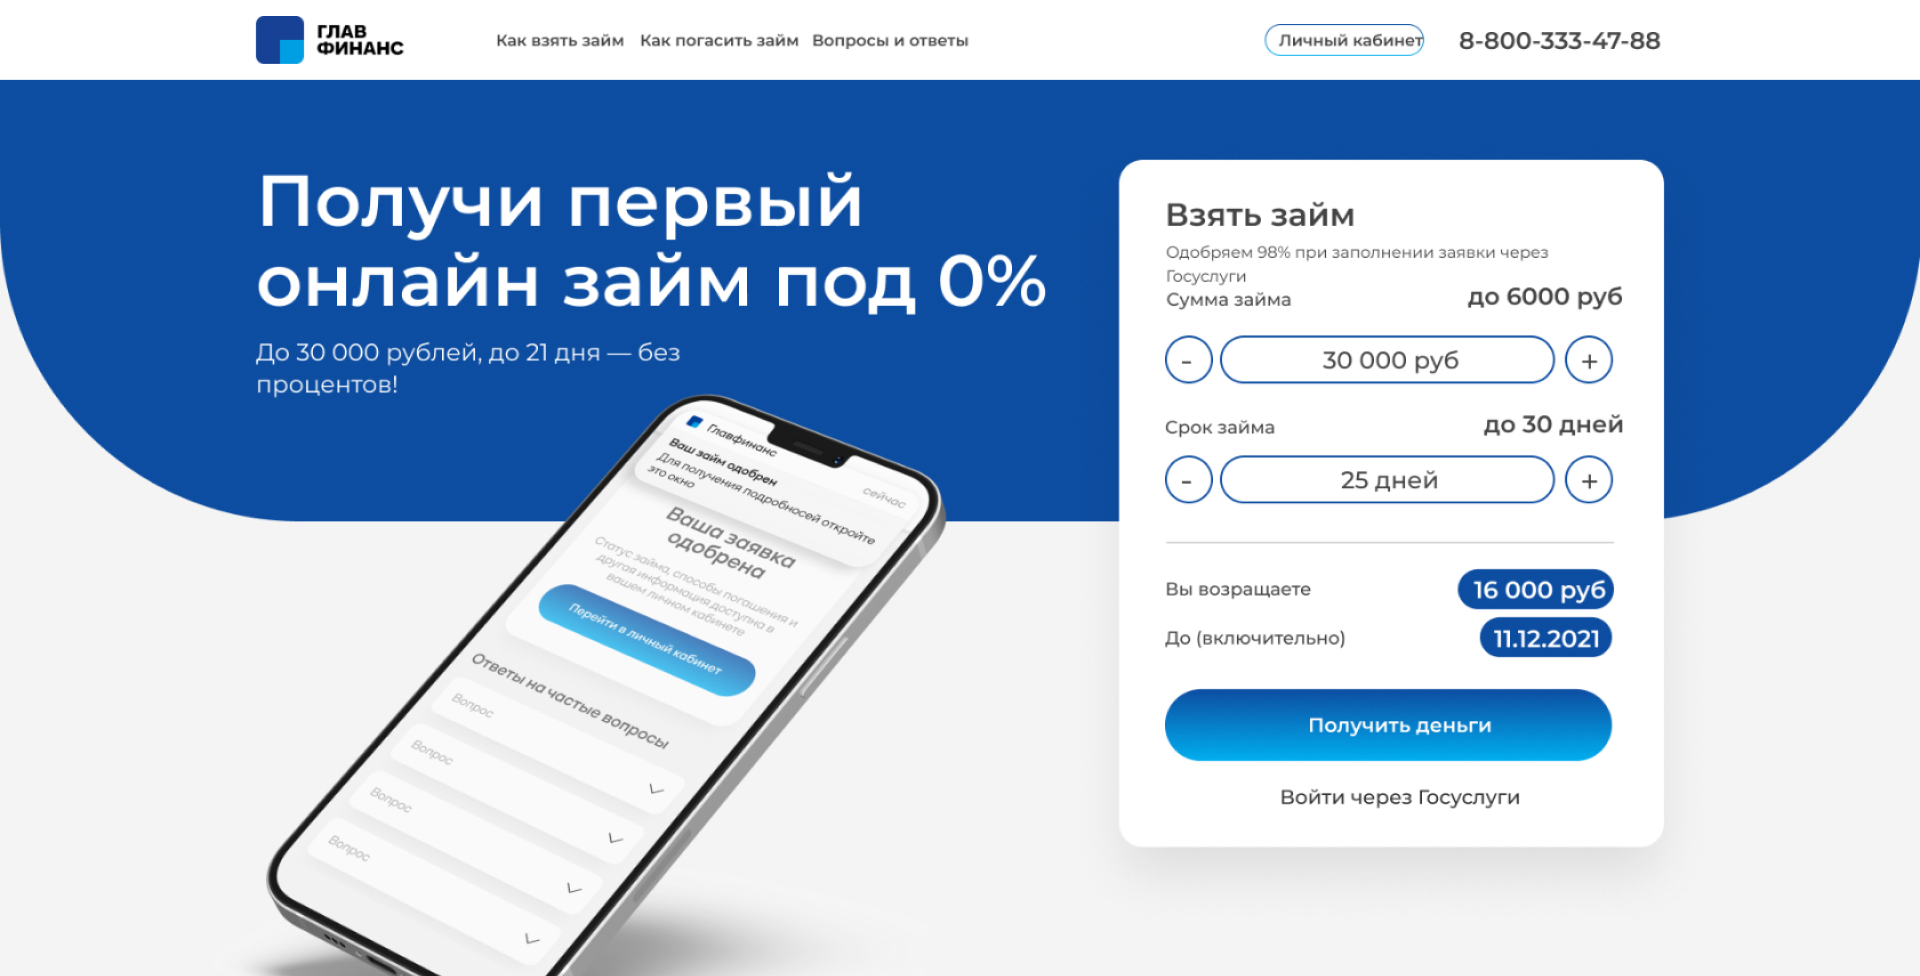 ГЛАВ
ФИНАНС
Как взять займ
Как погасить займ
Вопросы и ответы
Личный кабинет
8-800-333-47-88
Получи первый
онлайн займ под 0%
До 30 000 рублей, до 21 дня — без
процентов!
Главфинанс
сейчас
Ваш займ одобрен
Для получения подробносей откройте
это окно
Ваша заявка
одобрена
Статус займа, способы погашения и
другая информация доступна в
вашем личном кабинете
Перейти в личный кабинет
Ответы на частые вопросы
Вопрос
Вопрос
Вопрос
Вопрос
Взять займ
Одобряем 98% при заполнении заявки через
Госуслуги
Сумма займа
до 6000 руб
-
30 000 руб
+
Срок займа
до 30 дней
-
25 дней
+
Вы возращаете
16 000 руб
До (включительно)
11.12.2021
Получить деньги
Войти через Госуслуги